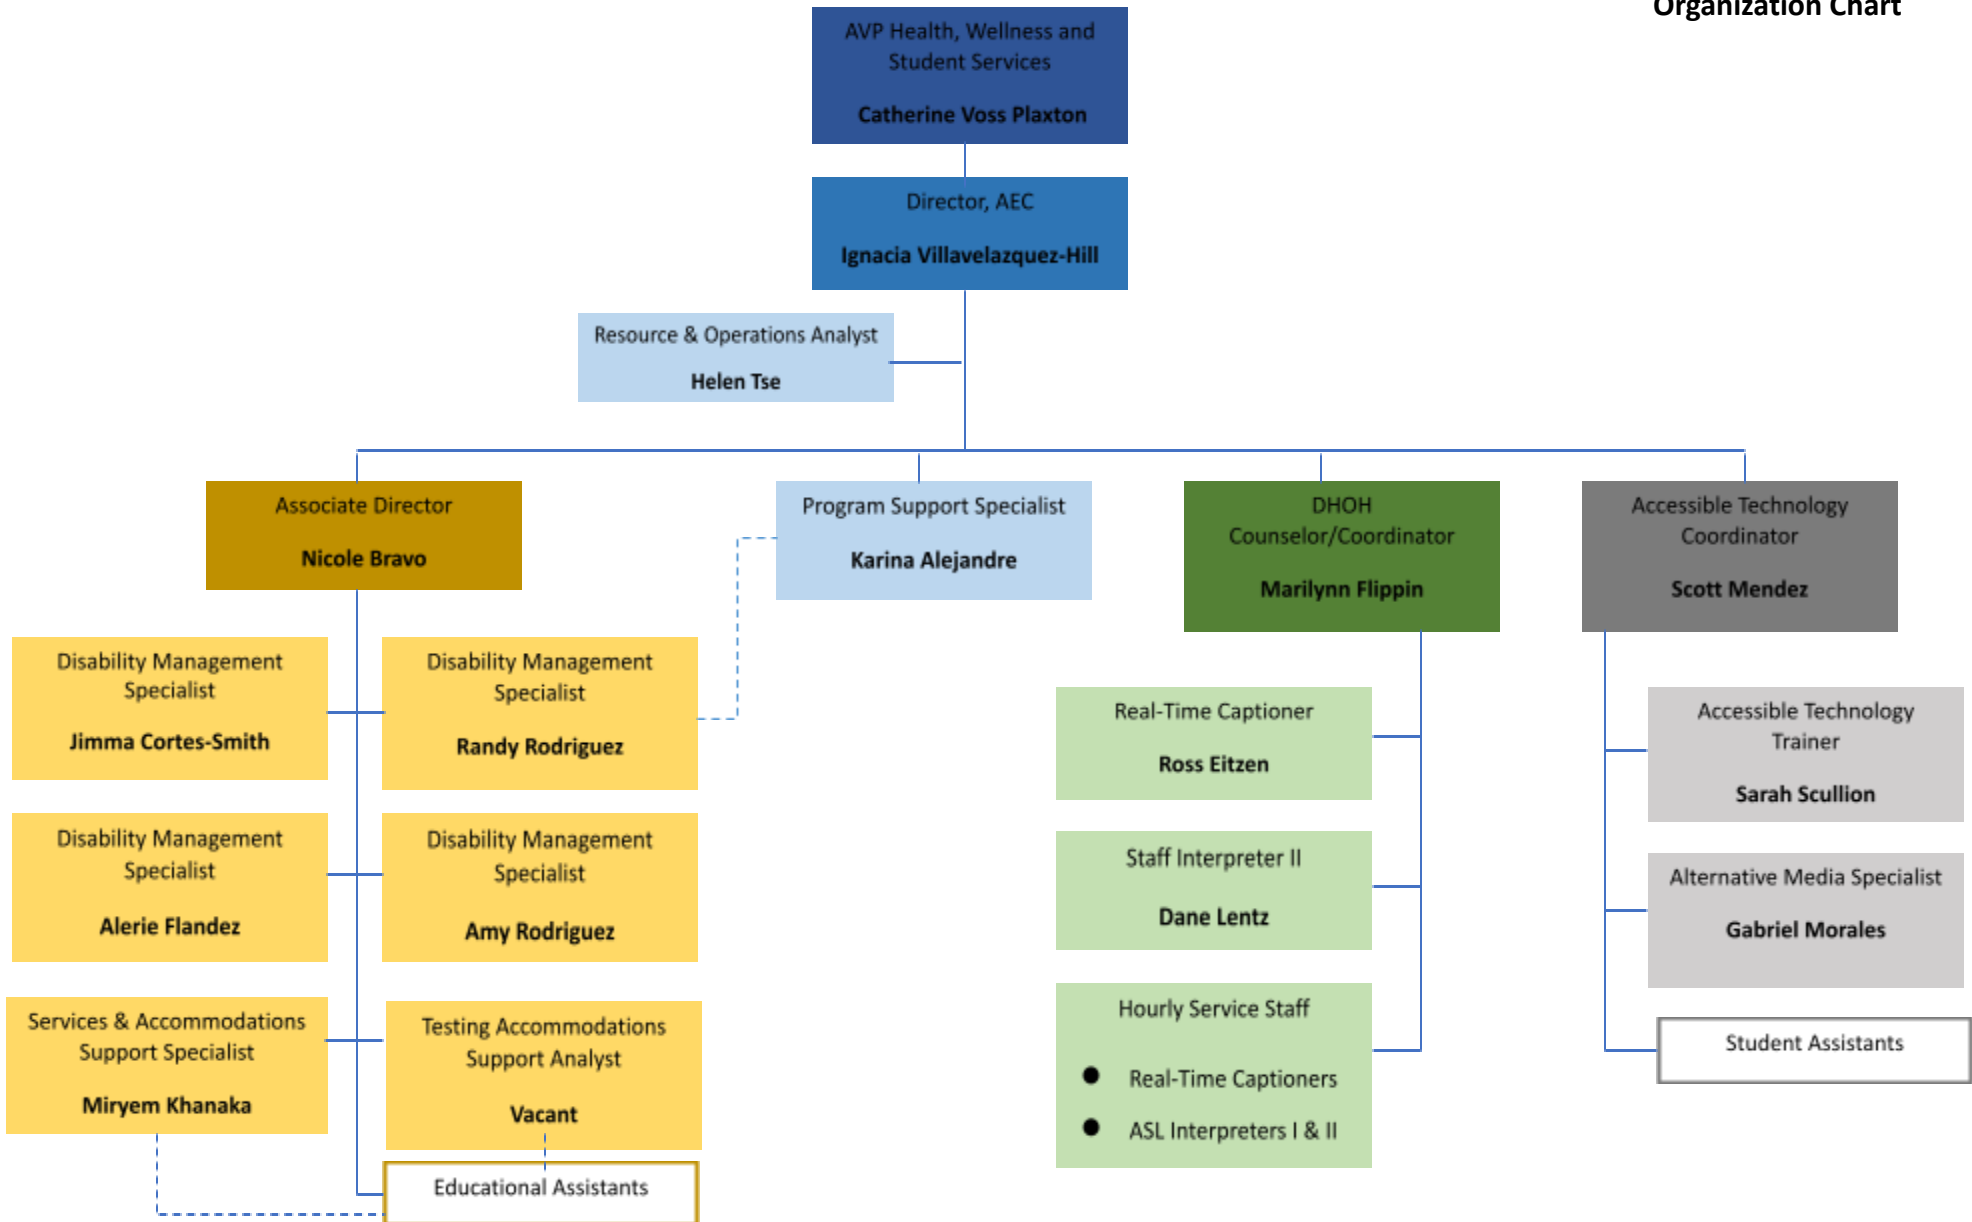 Organization Chart
AVP Health, Wellness and
Student Services
Catherine Voss Plaxton
Director, AEC
Ignacia Villavelazquez-Hill
Resource & Operations Analyst
Helen Tse
Associate Director
Nicole Bravo
Program Support Specialist
Karina Alejandre
DHOH
Counselor/Coordinator
Marilynn Flippin
Accessible Technology
Coordinator
Scott Mendez
Disability Management
Specialist
Jimma Cortes-Smith
Disability Management
Specialist
Randy Rodriguez
Disability Management
Specialist
Alerie Flandez
Disability Management
Specialist
Amy Rodriguez
Services & Accommodations
Support Specialist
Miryem Khanaka
Testing Accommodations
Support Analyst
Vacant
Educational Assistants
Real-Time Captioner
Ross Eitzen
Staff Interpreter II
Dane Lentz
Hourly Service Staff
● Real-Time Captioners
● ASL Interpreters I & II
Accessible Technology
Trainer
Sarah Scullion
Alternative Media Specialist
Gabriel Morales
Student Assistants